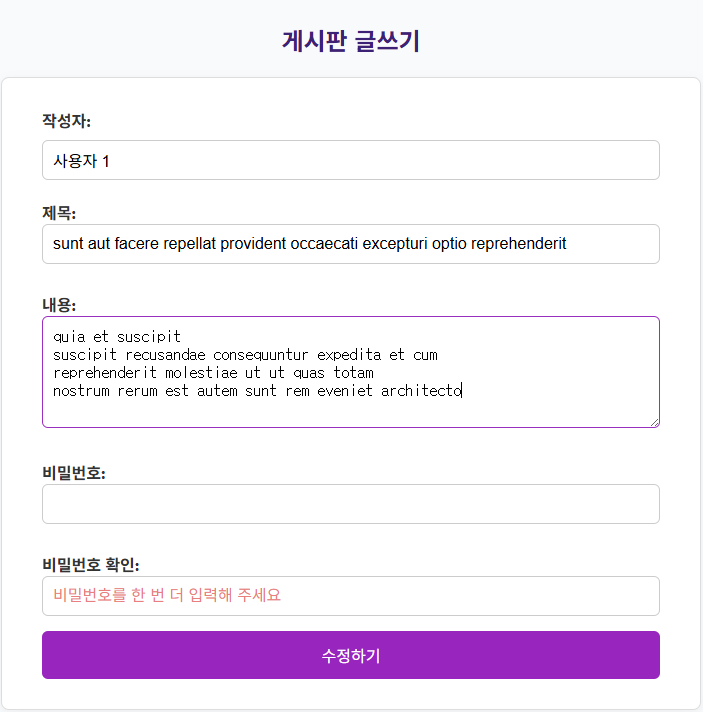 게시판 글쓰기
작성자:
사용자 1
제목:
sunt aut facere repellat provident occaecati excepturi optio reprehenderit
내용:
quia et suscipit
suscipit recusandae consequuntur expedita et cum
reprehenderit molestiae ut ut quas totam
nostrum rerum est autem sunt rem eveniet architecto
비밀번호:
비밀번호 확인:
비밀번호를 한 번 더 입력해 주세요
수정하기